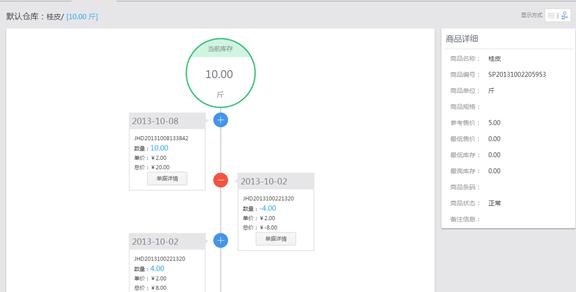 默认仓库：桂皮/ [10.00 斤]
显示方式
当前库存
10.00
斤
2013-10-08
JHD20131008133842
数量：10.00
单价：￥2.00
总价：￥20.00
单据详情
2013-10-02
JHD2013100221320
数量：-4.00
单价：￥2.00
总价：￥-8.00
单据详情
2013-10-02
JHD2013100221320
数量：4.00
单价：￥2.00
总价：￥8.00
商品详细
商品名称： 桂皮
商品编号： SP20131002205953
商品单位： 斤
商品规格：
参考售价： 5.00
最低售价： 0.00
最低库存： 0.00
最高库存： 0.00
商品条码：
商品状态： 正常
备注信息：